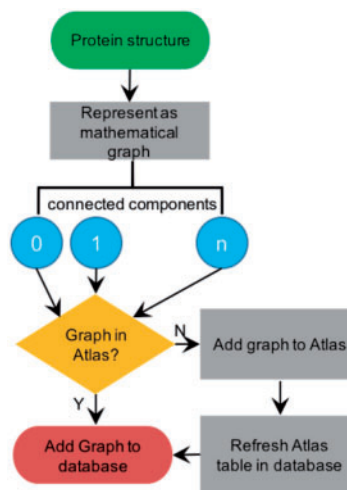 Protein structure
Represent as
mathematical
graph
connected components
0
1
n
Graph in
Atlas?
N
Add graph to Atlas
Y
Add Graph to
database
Refresh Atlas
table in database